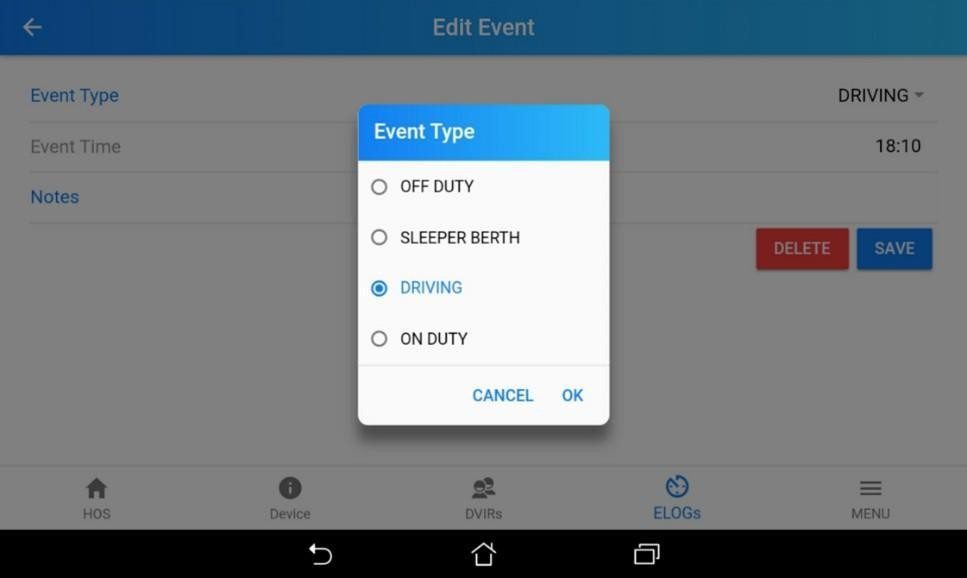 Edit Event
Event Type
DRIVING
Event Time
18:10
Notes
DELETE
SAVE
Event Type
OFF DUTY
SLEEPER BERTH
DRIVING
ON DUTY
CANCEL
OK
HOS
Device
DVIRs
ELOGs
MENU